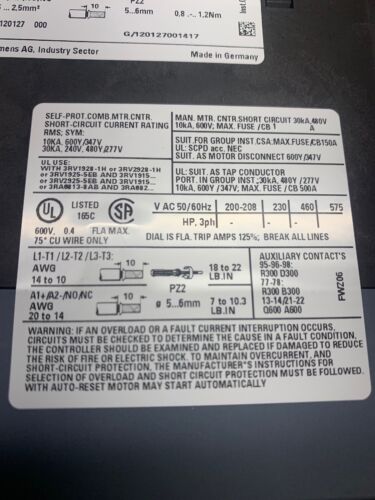 ... 2,5mm²
PZ2
5...6mm
0,8 ... 1,2Nm
120127 000
G/120127001417
mens AG, Industry Sector
Made in Germany
SELF-PROT.COMB.MTR.CNTR.
SHORT-CIRCUIT CURRENT RATING
RMS; SYM:
10KA, 600Y/347V
30KA, 240V, 480Y/277V
MAN. MTR. CNTR.SHORT CIRCUIT 30kA,480V
10kA, 600V; MAX. FUSE /CB 1 A
SUIT.FOR GROUP INST.CSA:MAX.FUSE/CB150A
UL: SCPD acc. NEC
SUIT. AS MOTOR DISCONNECT 600Y/347V
UL USE:
WITH 3RV1928-1H or 3RV2928-1H
or 3RV1925-5EB AND 3RV1915...
or 3RV2925-5EB AND 3RV1915...
or 3RA6813-8AB and 3RA682...
UL: SUIT. AS TAP CONDUCTOR
PORT. IN GROUP INST.;30kA, 480Y /277V
10kA, 600Y /347V, MAX. FUSE /CB 500A
UL LISTED 165C
SA
V AC 50/60Hz 200-208 230 460 575
HP, 3ph
600V, 0.4 FLA MAX.
75° CU WIRE ONLY
DIAL IS FLA. TRIP AMPS 125%; BREAK ALL LINES
L1-T1 / L2-T2 / L3-T3:
AWG
14 to 10
10
PZ2
18 to 22
LB.IN
A1+/A2-/NO/NC
AWG
20 to 14
10
ø 5...6mm
7 to 10.3
LB.IN
AUXILIARY CONTACT'S
95-96-98:
R300 D300
77-78:
R300 B300
13-14/21-22
Q600 A600
PWZ06
WARNING: IF AN OVERLOAD OR A FAULT CURRENT INTERRUPTION OCCURS,
CIRCUITS MUST BE CHECKED TO DETERMINE THE CAUSE IN A FAULT CONDITION,
THE CONTROLLER SHOULD BE EXAMINED AND REPLACED IF DAMAGED TO REDUCE
THE RISK OF FIRE OR ELECTRIC SHOCK. TO MAINTAIN OVERCURRENT, AND
SHORT-CIRCUIT PROTECTION. THE MANUFACTURER'S INSTRUCTIONS FOR
SELECTION OF OVERLOAD AND SHORT CIRCUIT PROTECTION MUST BE FOLLOWED
WITH AUTO-RESET MOTOR MAY START AUTOMATICALLY